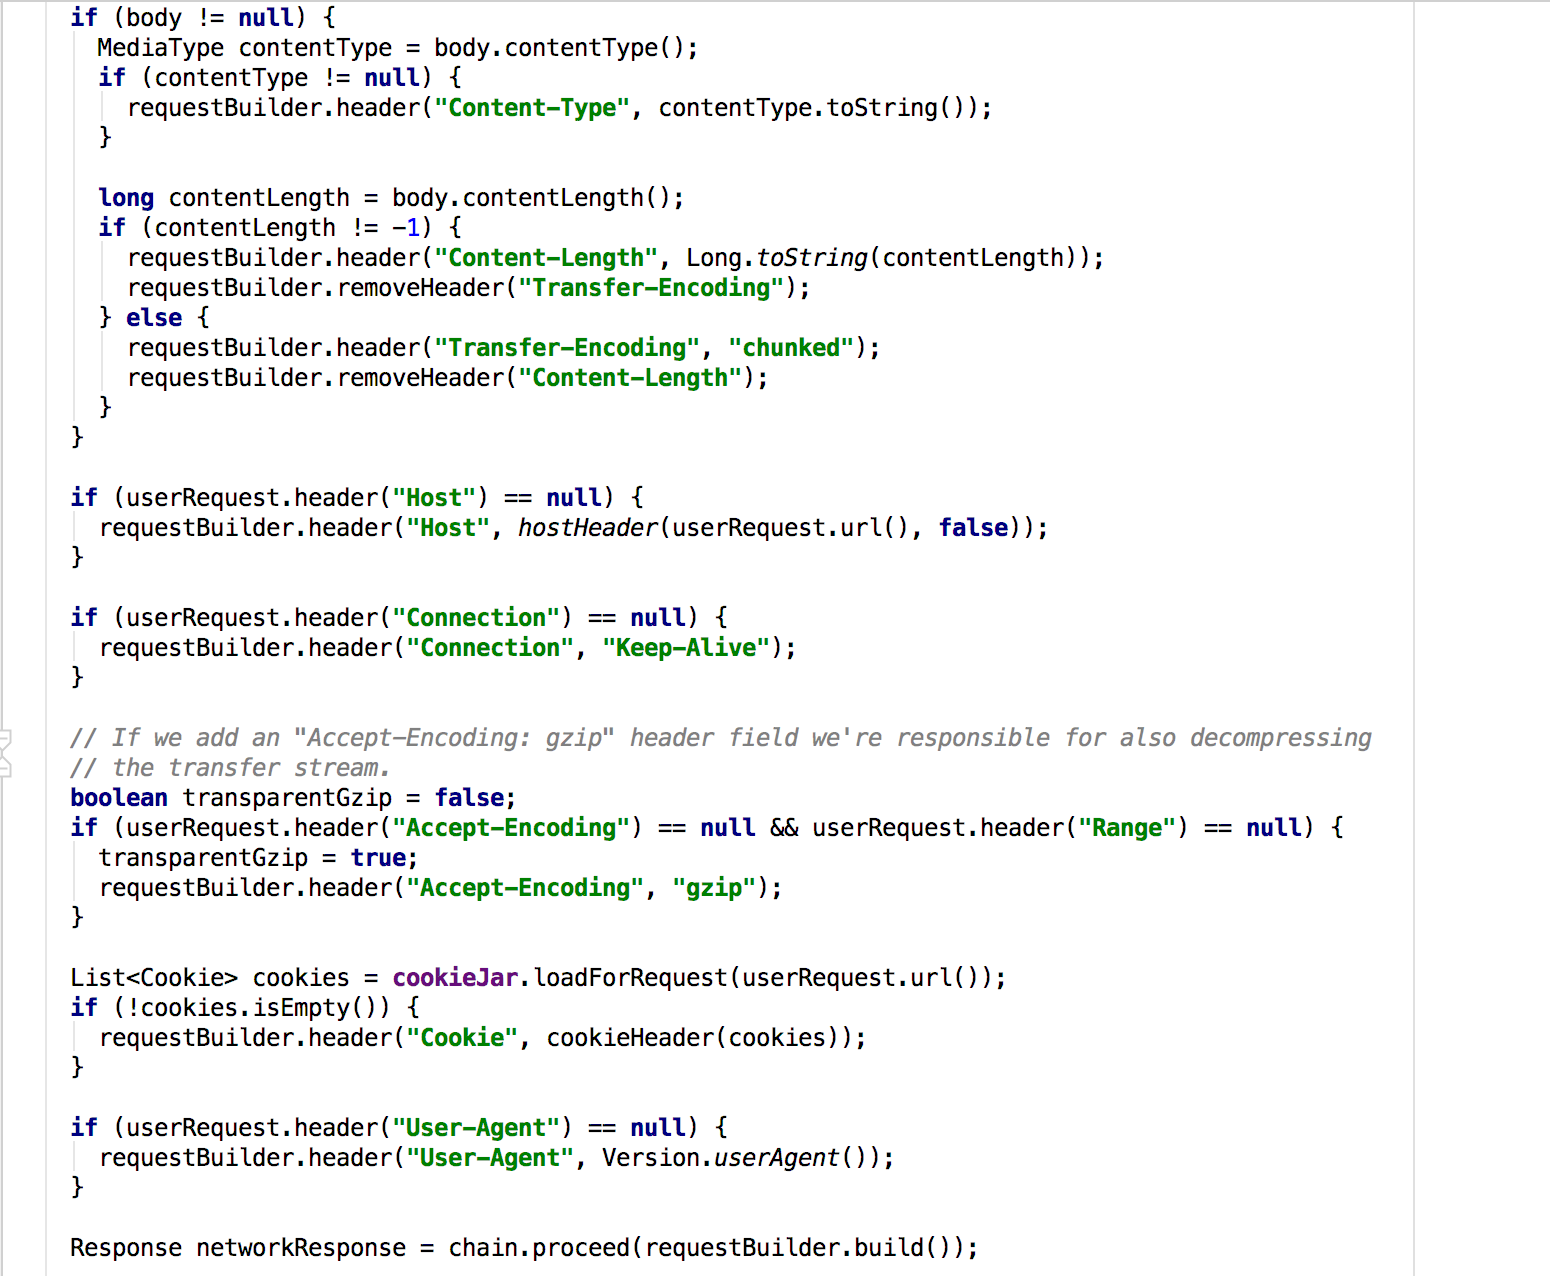 if (body != null) {
  MediaType contentType = body.contentType();
  if (contentType != null) {
    requestBuilder.header("Content-Type", contentType.toString());
  }

  long contentLength = body.contentLength();
  if (contentLength != -1) {
    requestBuilder.header("Content-Length", Long.toString(contentLength));
    requestBuilder.removeHeader("Transfer-Encoding");
  } else {
    requestBuilder.header("Transfer-Encoding", "chunked");
    requestBuilder.removeHeader("Content-Length");
  }
}

if (userRequest.header("Host") == null) {
  requestBuilder.header("Host", hostHeader(userRequest.url(), false));
}

if (userRequest.header("Connection") == null) {
  requestBuilder.header("Connection", "Keep-Alive");
}

// If we add an "Accept-Encoding: gzip" header field we're responsible for also decompressing
// the transfer stream.
boolean transparentGzip = false;
if (userRequest.header("Accept-Encoding") == null && userRequest.header("Range") == null) {
  transparentGzip = true;
  requestBuilder.header("Accept-Encoding", "gzip");
}

List<Cookie> cookies = cookieJar.loadForRequest(userRequest.url());
if (!cookies.isEmpty()) {
  requestBuilder.header("Cookie", cookieHeader(cookies));
}

if (userRequest.header("User-Agent") == null) {
  requestBuilder.header("User-Agent", Version.userAgent());
}

Response networkResponse = chain.proceed(requestBuilder.build());